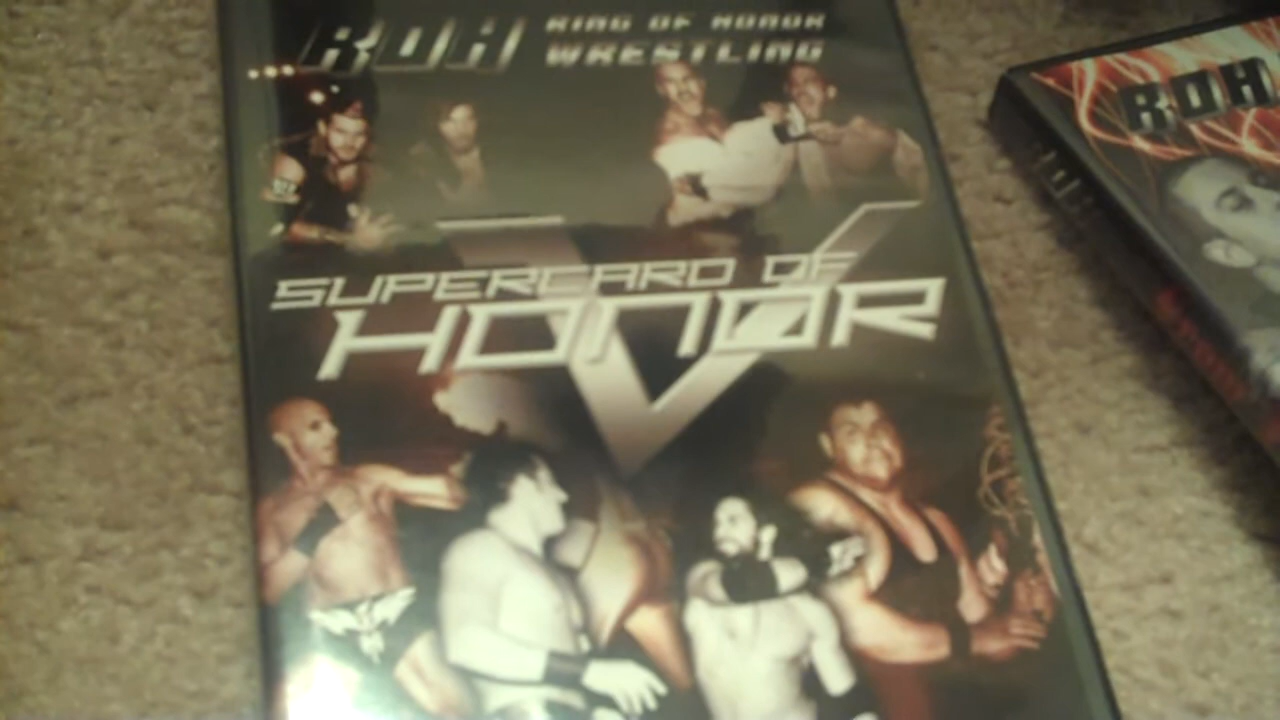 ROH RING OF HONOR
WRESTLING
V
SUPERCARD OF
HONOR
ROH